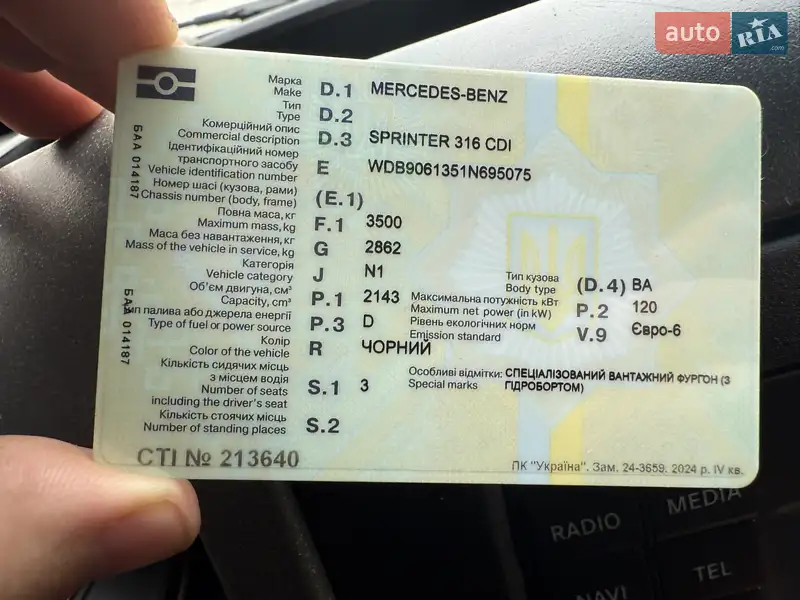 auto RIA .com
БАА 014187
БАА 014187
Марка
Make D.1 MERCEDES-BENZ
Тип
Type D.2
Комерційний опис
Commercial description D.3 SPRINTER 316 CDI
Ідентифікаційний номер
транспортного засобу
Vehicle identification number E WDB9061351N695075
Номер шасі (кузова, рами)
Chassis number (body, frame) (E.1)
Повна маса, кг
Maximum mass, kg F.1 3500
Маса без навантаження, кг
Mass of the vehicle in service, kg G 2862
Категорія
Vehicle category J N1
Тип кузова
Body type (D.4) BA
Об'єм двигуна, см³
Capacity, cm³ P.1 2143
Максимальна потужність кВт
Maximum net power (in kW) P.2 120
Тип палива або джерела енергії
Type of fuel or power source P.3 D
Рівень екологічних норм
Emission standard V.9 Євро-6
Колір
Color of the vehicle R ЧОРНИЙ
Кількість сидячих місць
з місцем водія
Number of seats
including the driver's seat S.1 3
Особливі відмітки: СПЕЦІАЛІЗОВАНИЙ ВАНТАЖНИЙ ФУРГОН (З
Special marks ГІДРОБОРТОМ)
Кількість стоячих місць
Number of standing places S.2
СТІ № 213640
ПК "Україна". Зам. 24-3659. 2024 р. IV кв.
RADIO MEDIA
NAVI TEL